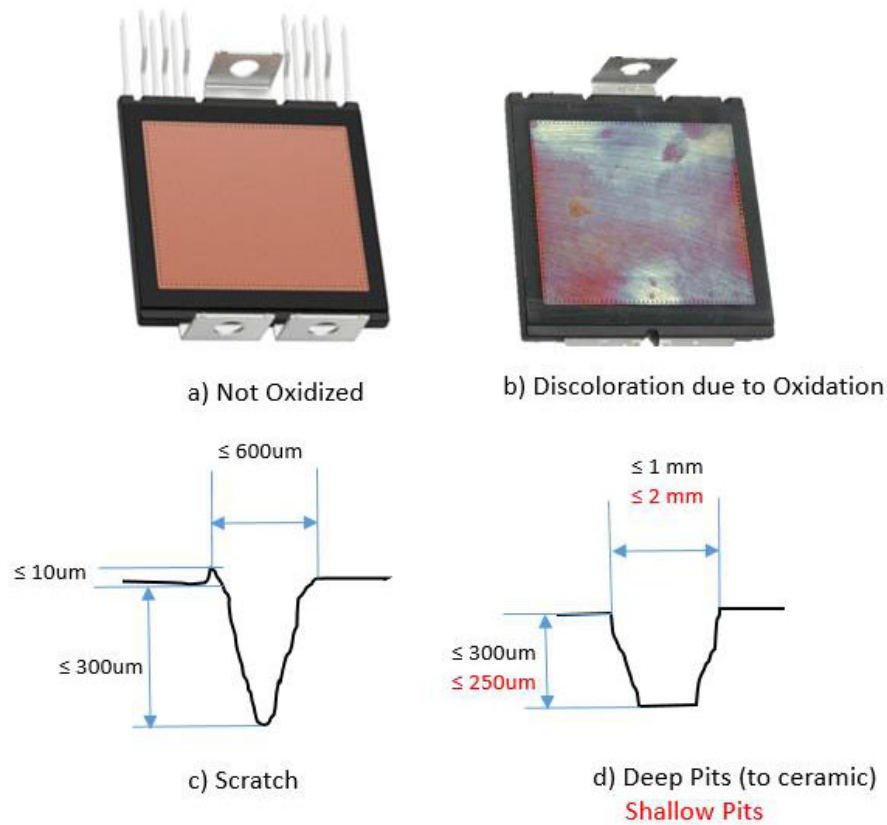 a) Not Oxidized
b) Discoloration due to Oxidation
≤ 600um
≤ 10um
≤ 300um
c) Scratch
≤ 1 mm
≤ 2 mm
≤ 300um
≤ 250um
d) Deep Pits (to ceramic)
Shallow Pits